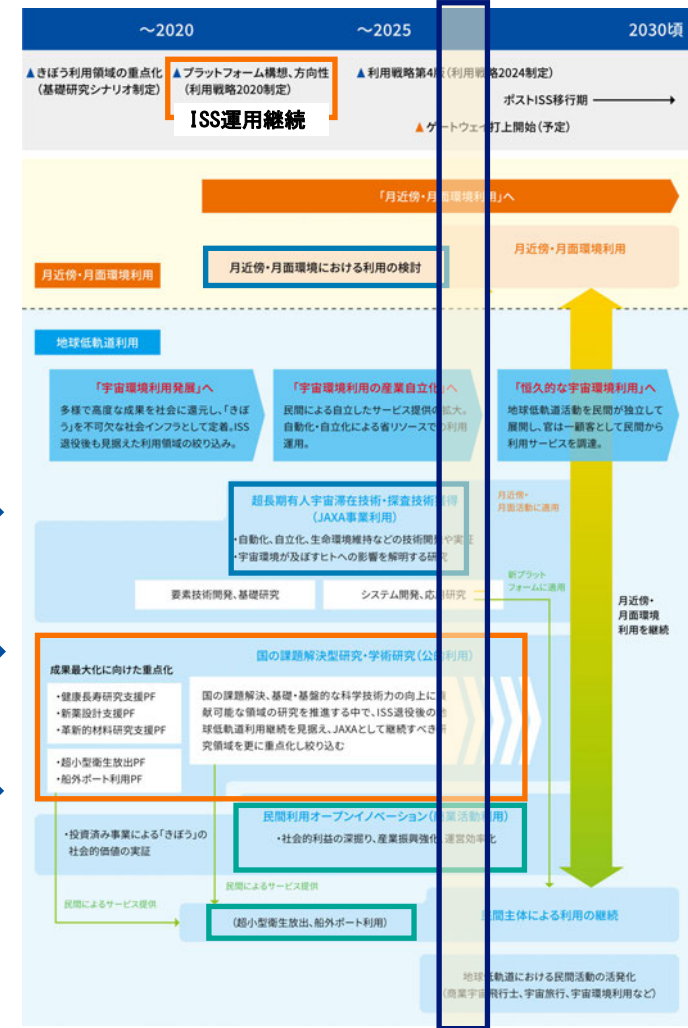 ～2020
～2025
2030頃
▲きぼう利用領域の重点化
（基礎研究シナリオ制定）
▲プラットフォーム構想、方向性
（利用戦略2020制定）
ISS運用継続
▲利用戦略第4版（利用戦略2024制定）
ポストISS移行期
▲ゲートウェイ打上開始（予定）
「月近傍・月面環境利用」へ
月近傍・月面環境利用
月近傍・月面環境における利用の検討
月近傍・月面環境利用
地球低軌道利用
「宇宙環境利用発展」へ
多様で高度な成果を社会に還元し、「きぼ
う」を不可欠な社会インフラとして定着。ISS
退役後も見据えた利用領域の絞り込み。
「宇宙環境利用の産業自立化」へ
民間による自立したサービス提供の拡大。
自動化・自立化による省リソースでの利用
運用。
「恒久的な宇宙環境利用」へ
地球低軌道活動を民間が独立して
展開し、官は一顧客として民間から
利用サービスを調達。
超長期有人宇宙滞在技術・探査技術獲得
（JAXA事業利用）
・自動化、自立化、生命環境維持などの技術開発や実証
・宇宙環境が及ぼすヒトへの影響を解明する研究
月近傍・
月面活動に適用
要素技術開発、基礎研究
システム開発、応用研究
新プラット
フォームに適用
月近傍・
月面環境
利用を継続
国の課題解決型研究・学術研究（公的利用）
成果最大化に向けた重点化
・健康長寿研究支援PF
・新薬設計支援PF
・革新的材料研究支援PF
・超小型衛生放出PF
・船外ポート利用PF
国の課題解決、基礎・基盤的な科学技術力の向上に貢
献可能な領域の研究を推進する中で、ISS退役後の地
球低軌道利用継続を見据え、JAXAとして継続すべき研
究領域を更に重点化し絞り込む
民間利用オープンイノベーション（商業活動利用）
・社会的利益の深掘り、産業振興強化、運営効率化
・投資済み事業による「きぼう」の
社会的価値の実証
民間によるサービス提供
民間によるサービス提供
（超小型衛生放出、船外ポート利用）
民間主体による利用の継続
地球低軌道における民間活動の活発化
（商業宇宙飛行士、宇宙旅行、宇宙環境利用など）